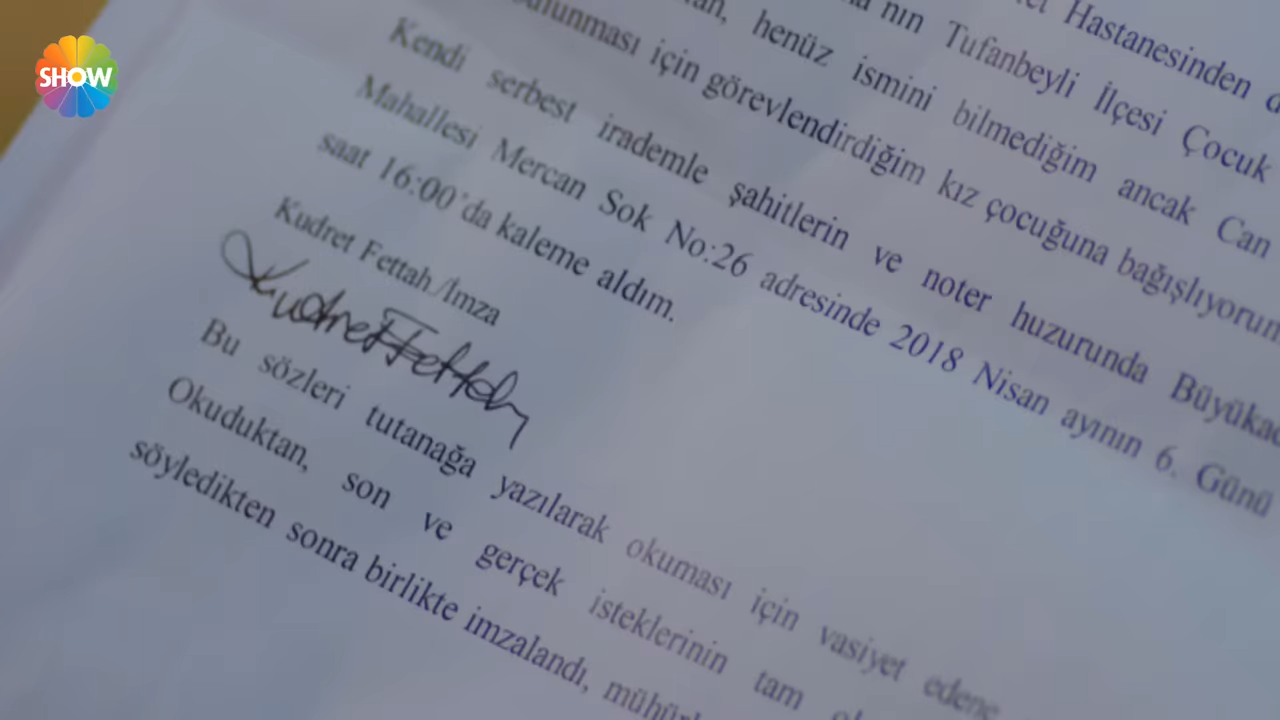 SHOW
Hastanesinden
nın Tufanbeyli İlçesi Çocuk
henüz ismini bilmediğim ancak Can
için görevlendirdiğim kız çocuğuna bağışlıyorum
Kendi serbest irademle şahitlerin ve noter huzurunda
Mahallesi Mercan Sok No:26 adresinde 2018 Nisan ayının 6. Günü
saat 16:00'da kaleme aldım.
Kudret Fettah/İmza
Kudret Fettah
Bu sözleri tutanağa yazılarak okuması için vasiyet edene
Okuduktan, son ve gerçek isteklerinin tam
söyledikten sonra birlikte imzalandı,